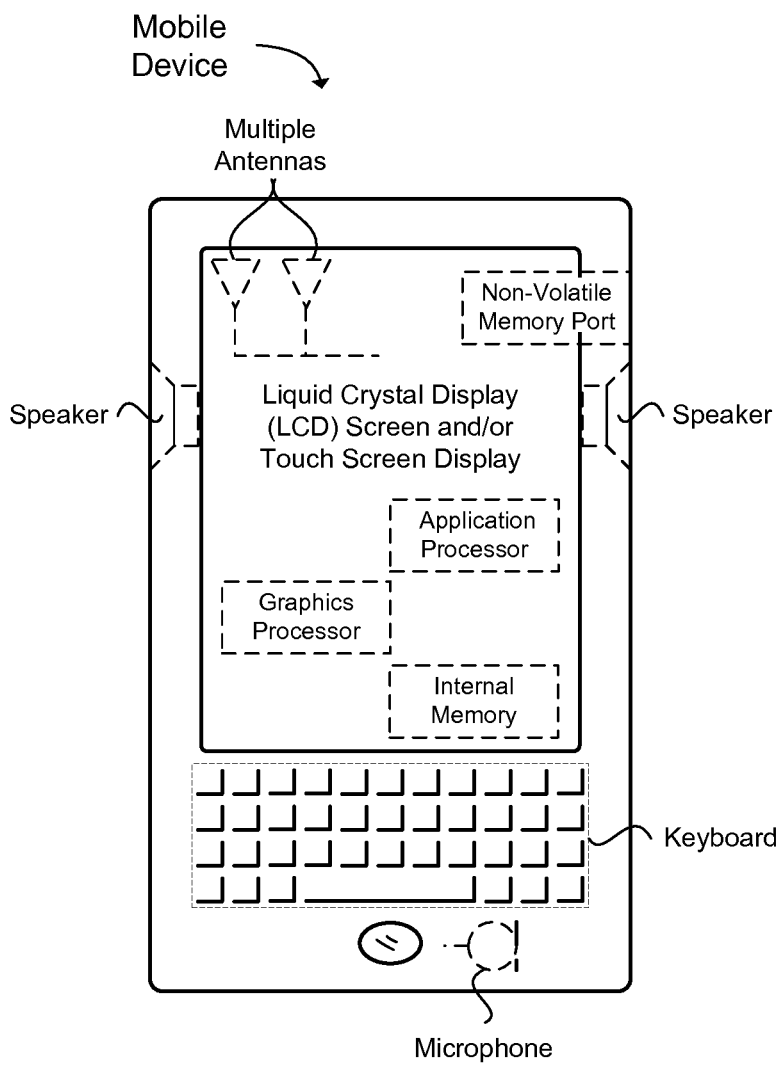 Mobile
Device
Multiple
Antennas
Non-Volatile
Memory Port
Speaker
Liquid Crystal Display
(LCD) Screen and/or
Touch Screen Display
Speaker
Application
Processor
Graphics
Processor
Internal
Memory
Keyboard
Microphone